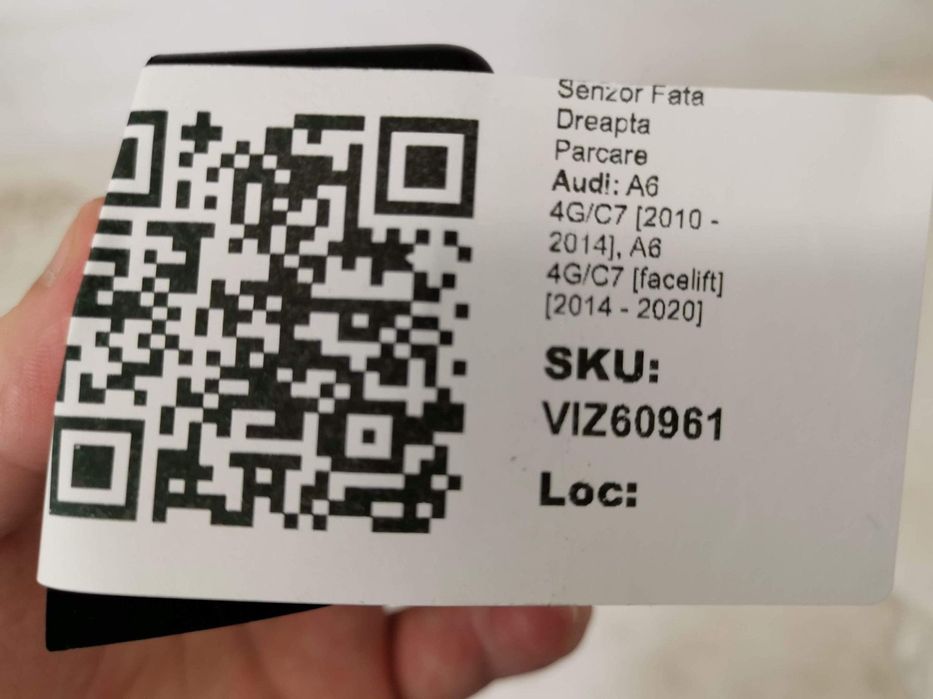 Senzor Fata
Dreapta
Parcare
Audi: A6
4G/C7 [2010 -
2014], A6
4G/C7 [facelift]
[2014 - 2020]
SKU:
VIZ60961
Loc: